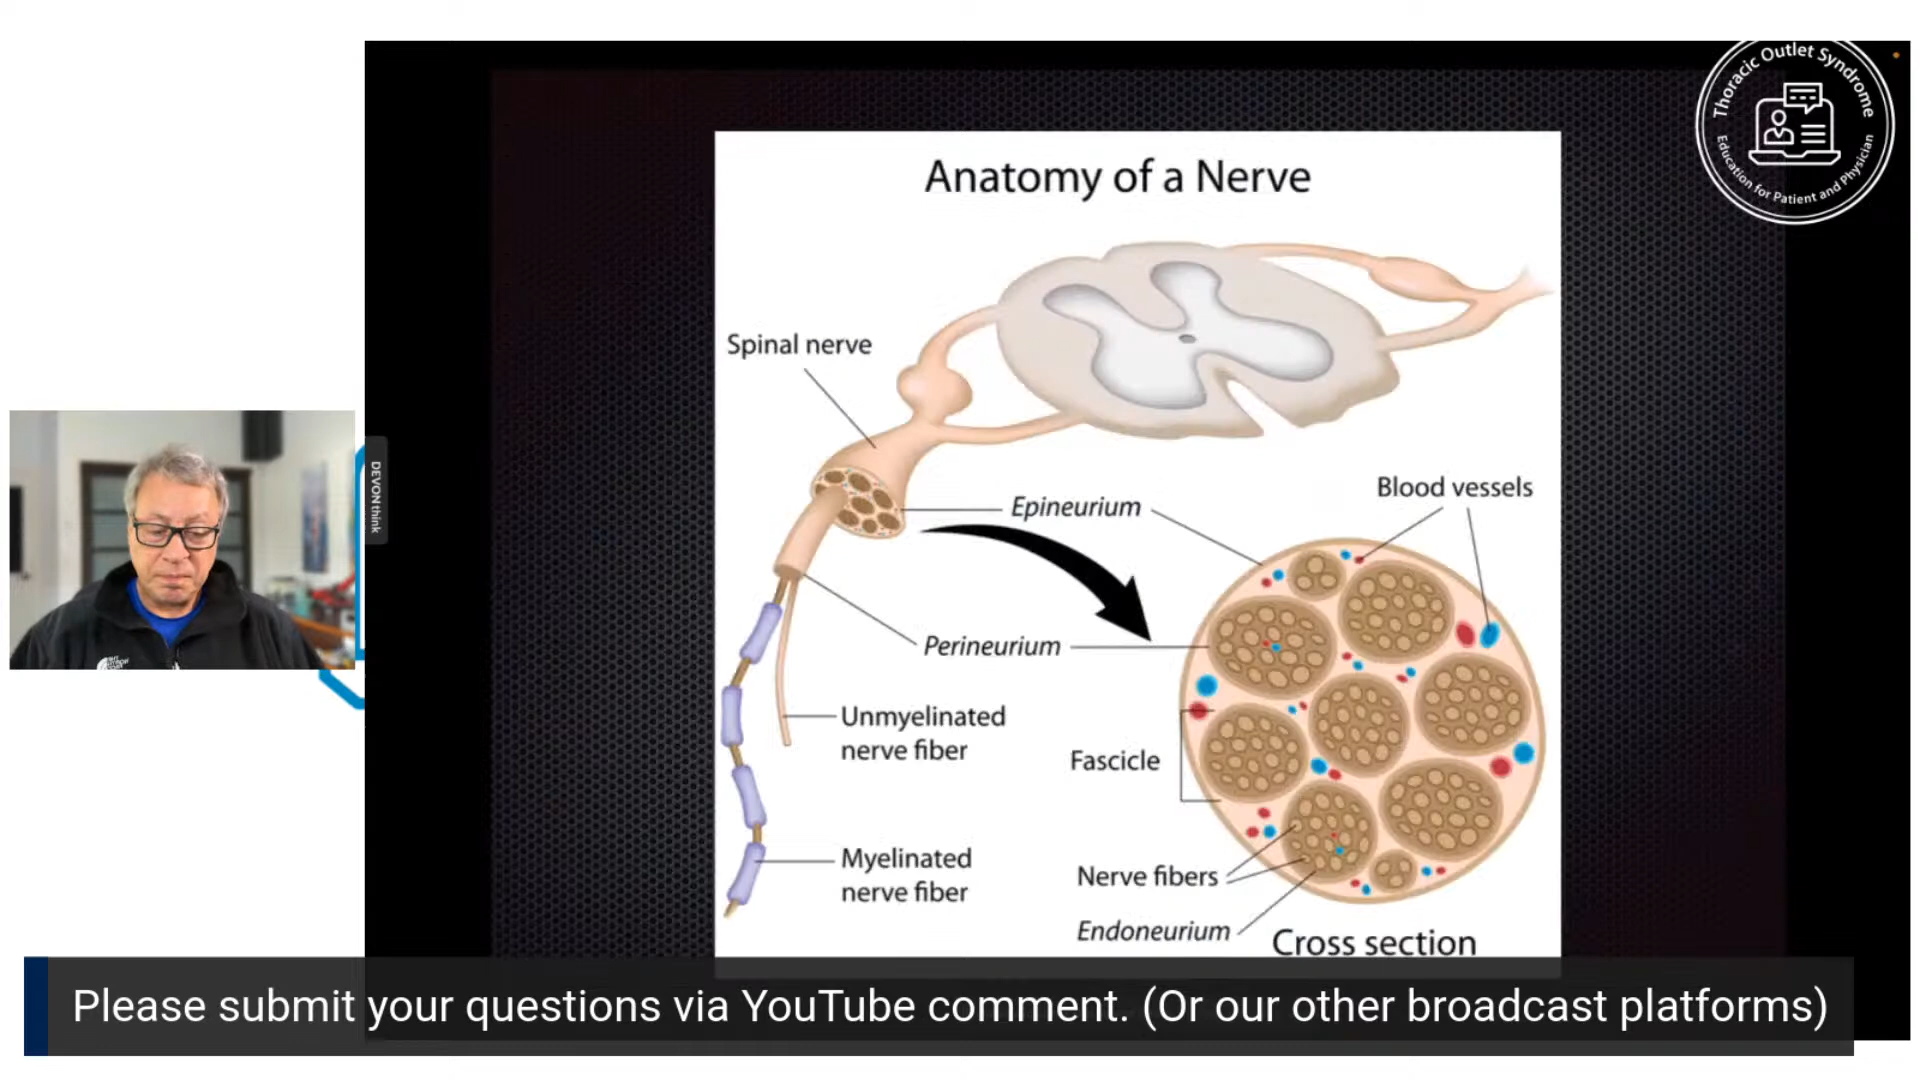 Thoracic Outlet Syndrome
Education for Patient and Physician
Anatomy of a Nerve
Spinal nerve
Epineurium
Blood vessels
Perineurium
Unmyelinated
nerve fiber
Fascicle
Myelinated
nerve fiber
Nerve fibers
Endoneurium
Cross section
DEVONthink
Please submit your questions via YouTube comment. (Or our other broadcast platforms)